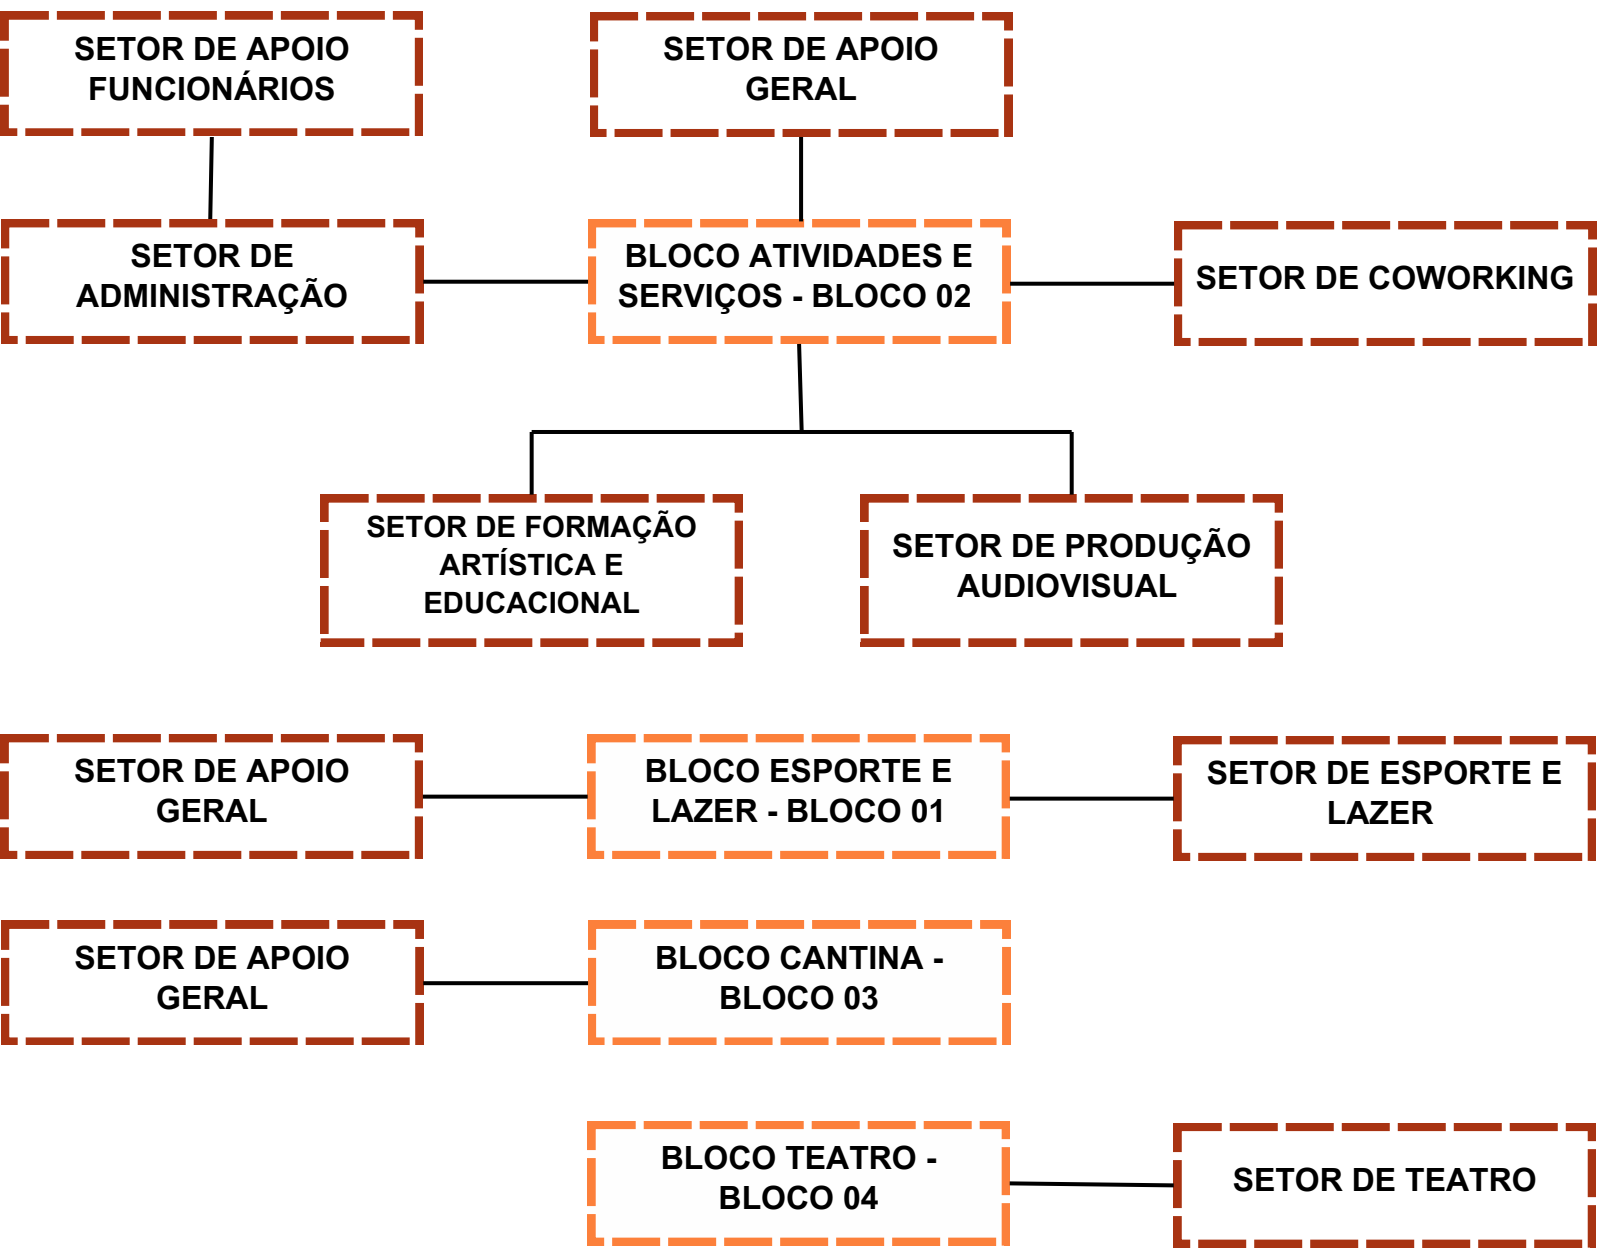 SETOR DE APOIO
FUNCIONÁRIOS
SETOR DE APOIO
GERAL
SETOR DE
ADMINISTRAÇÃO
BLOCO ATIVIDADES E
SERVIÇOS - BLOCO 02
SETOR DE COWORKING
SETOR DE FORMAÇÃO
ARTÍSTICA E
EDUCACIONAL
SETOR DE PRODUÇÃO
AUDIOVISUAL
SETOR DE APOIO
GERAL
BLOCO ESPORTE E
LAZER - BLOCO 01
SETOR DE ESPORTE E
LAZER
SETOR DE APOIO
GERAL
BLOCO CANTINA -
BLOCO 03
BLOCO TEATRO -
BLOCO 04
SETOR DE TEATRO